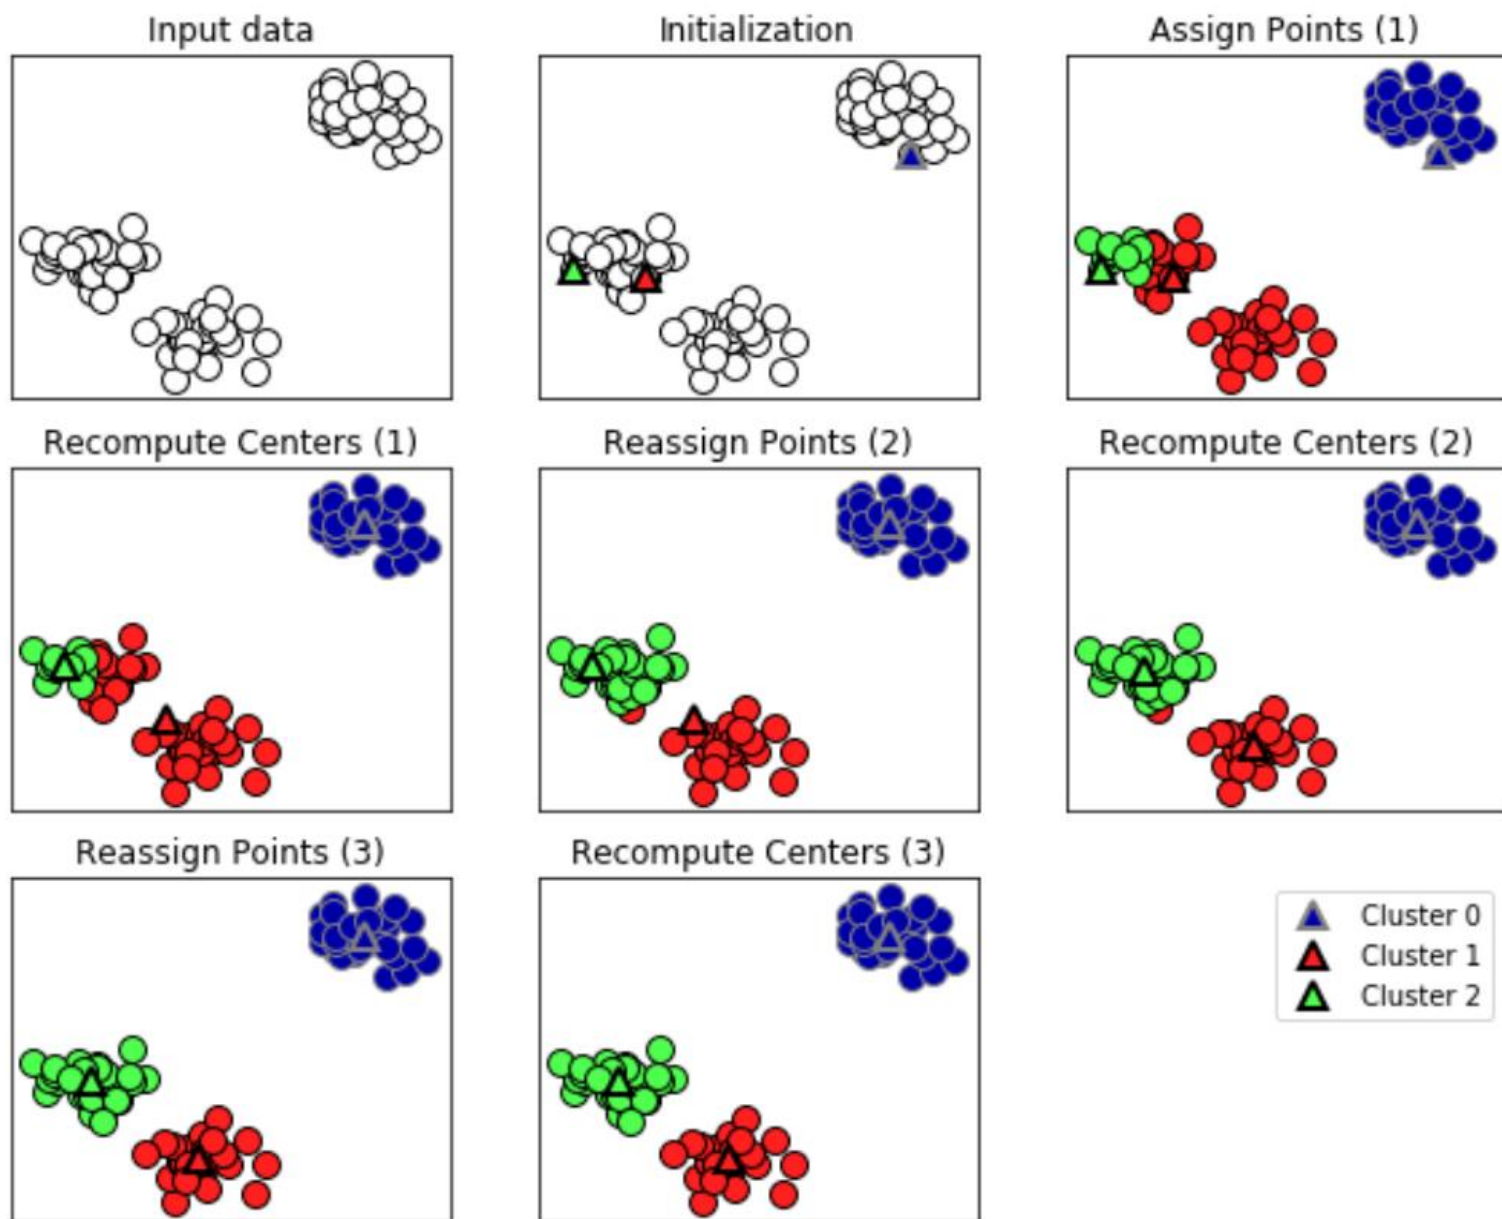 Input data
Initialization
Assign Points (1)
Recompute Centers (1)
Reassign Points (2)
Recompute Centers (2)
Reassign Points (3)
Recompute Centers (3)
Cluster 0
Cluster 1
Cluster 2